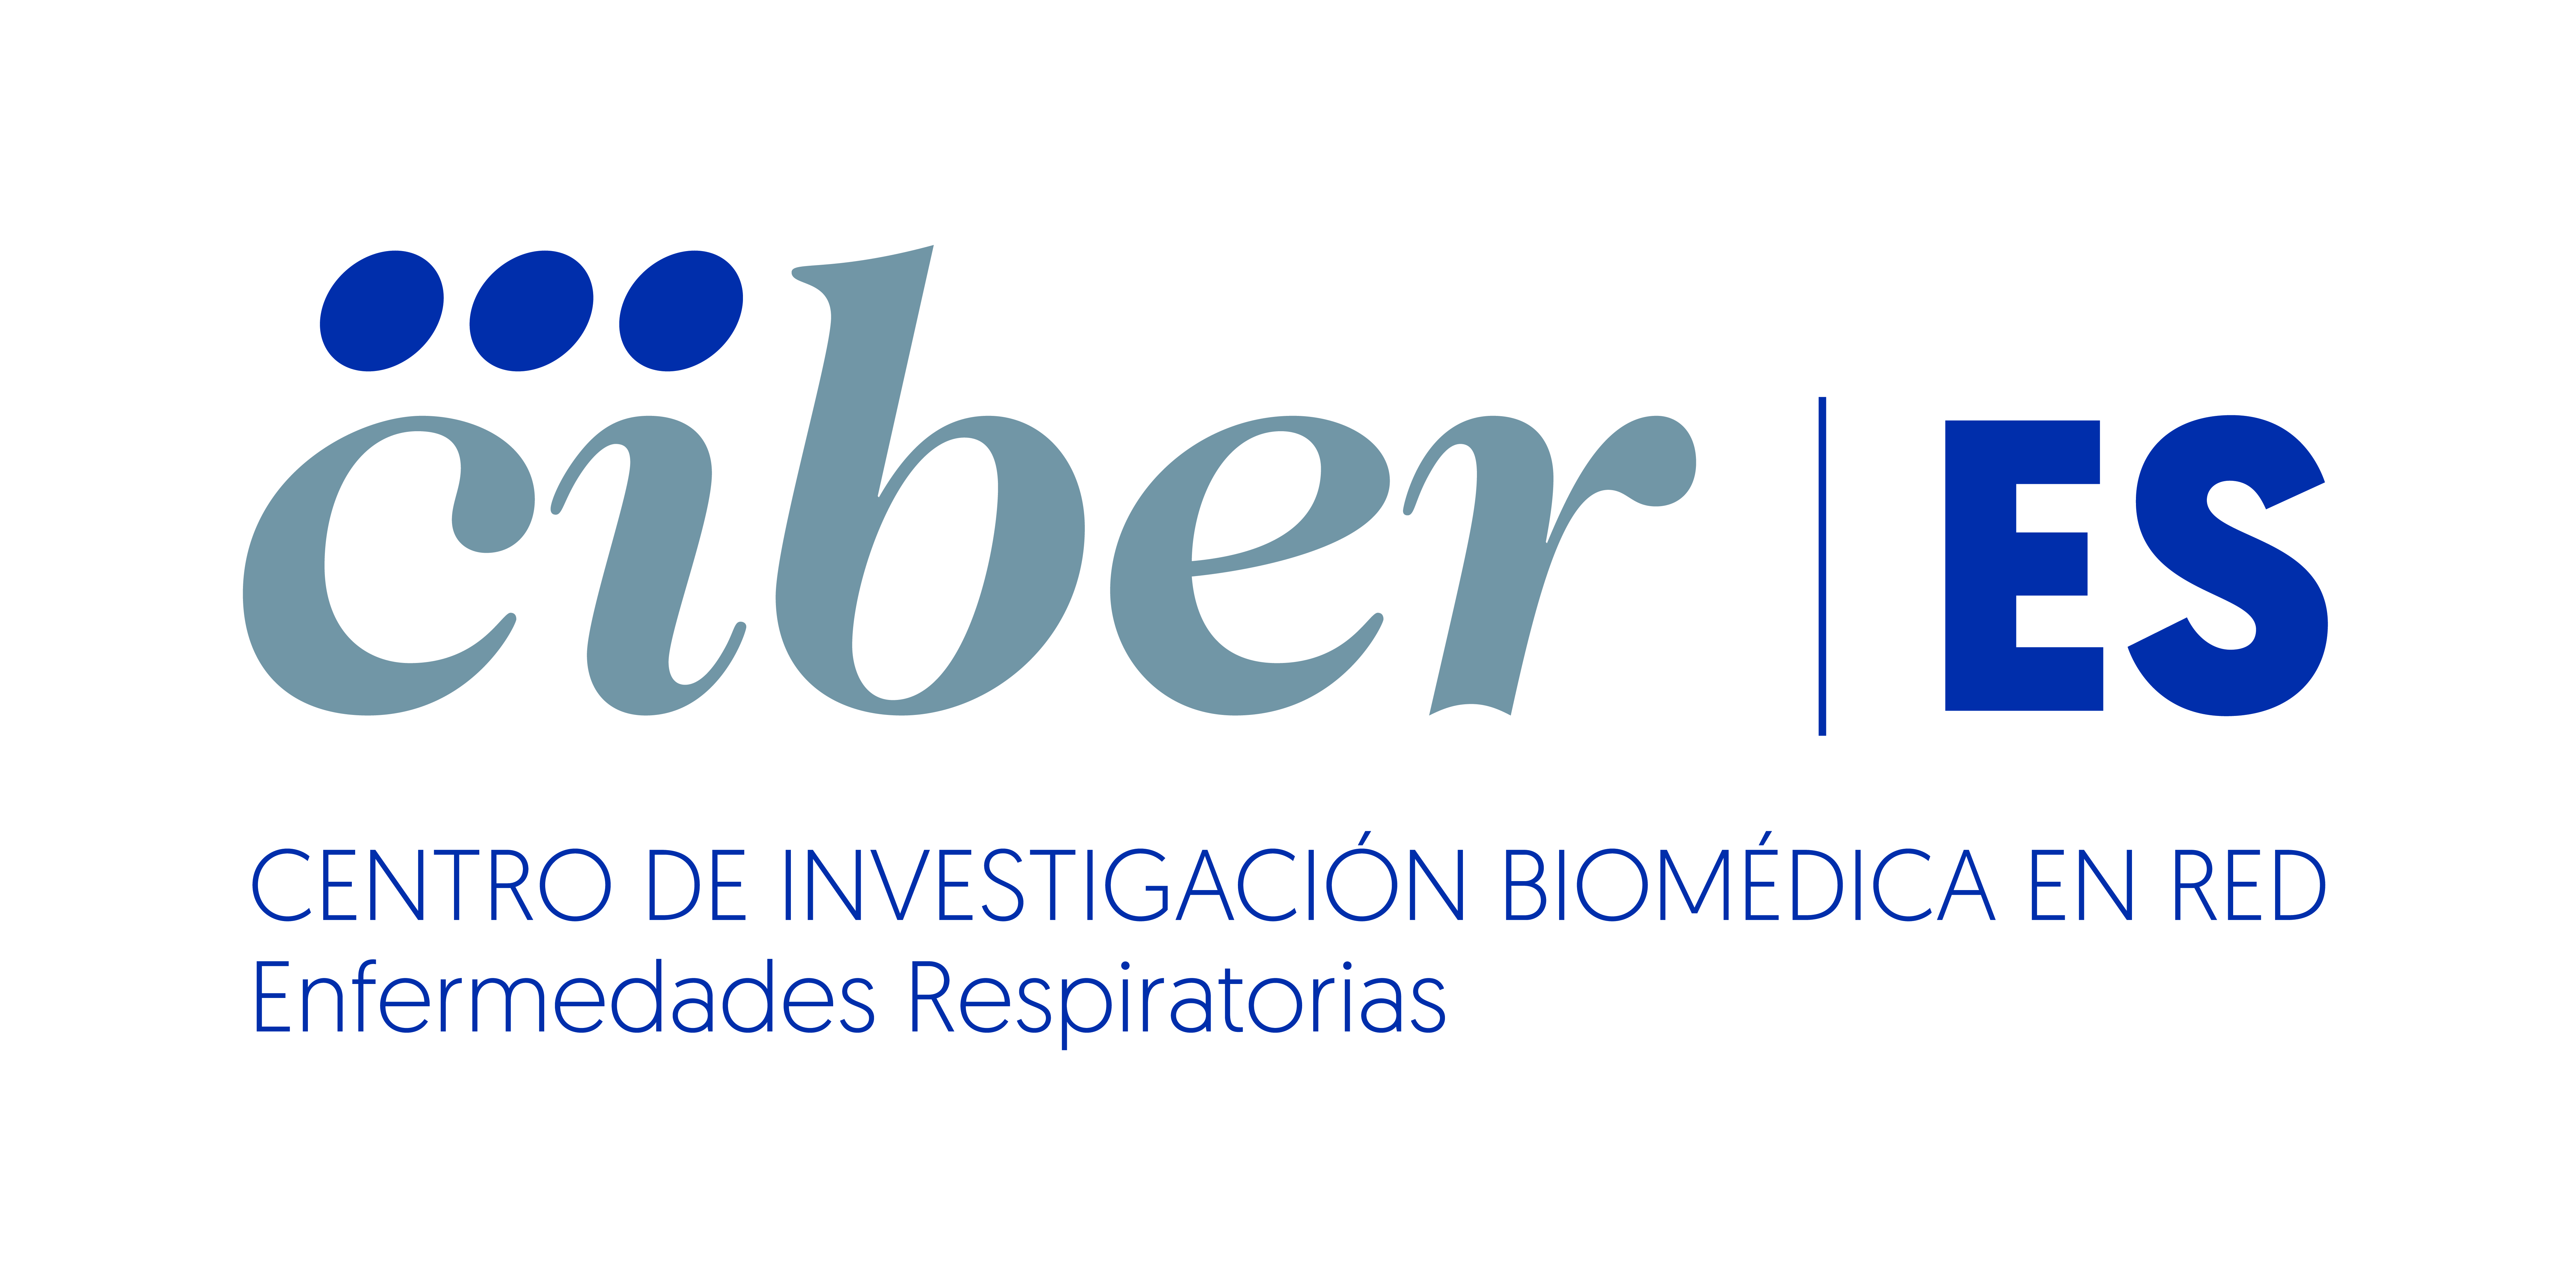 ciber | ES
CENTRO DE INVESTIGACIÓN BIOMÉDICA EN RED
Enfermedades Respiratorias